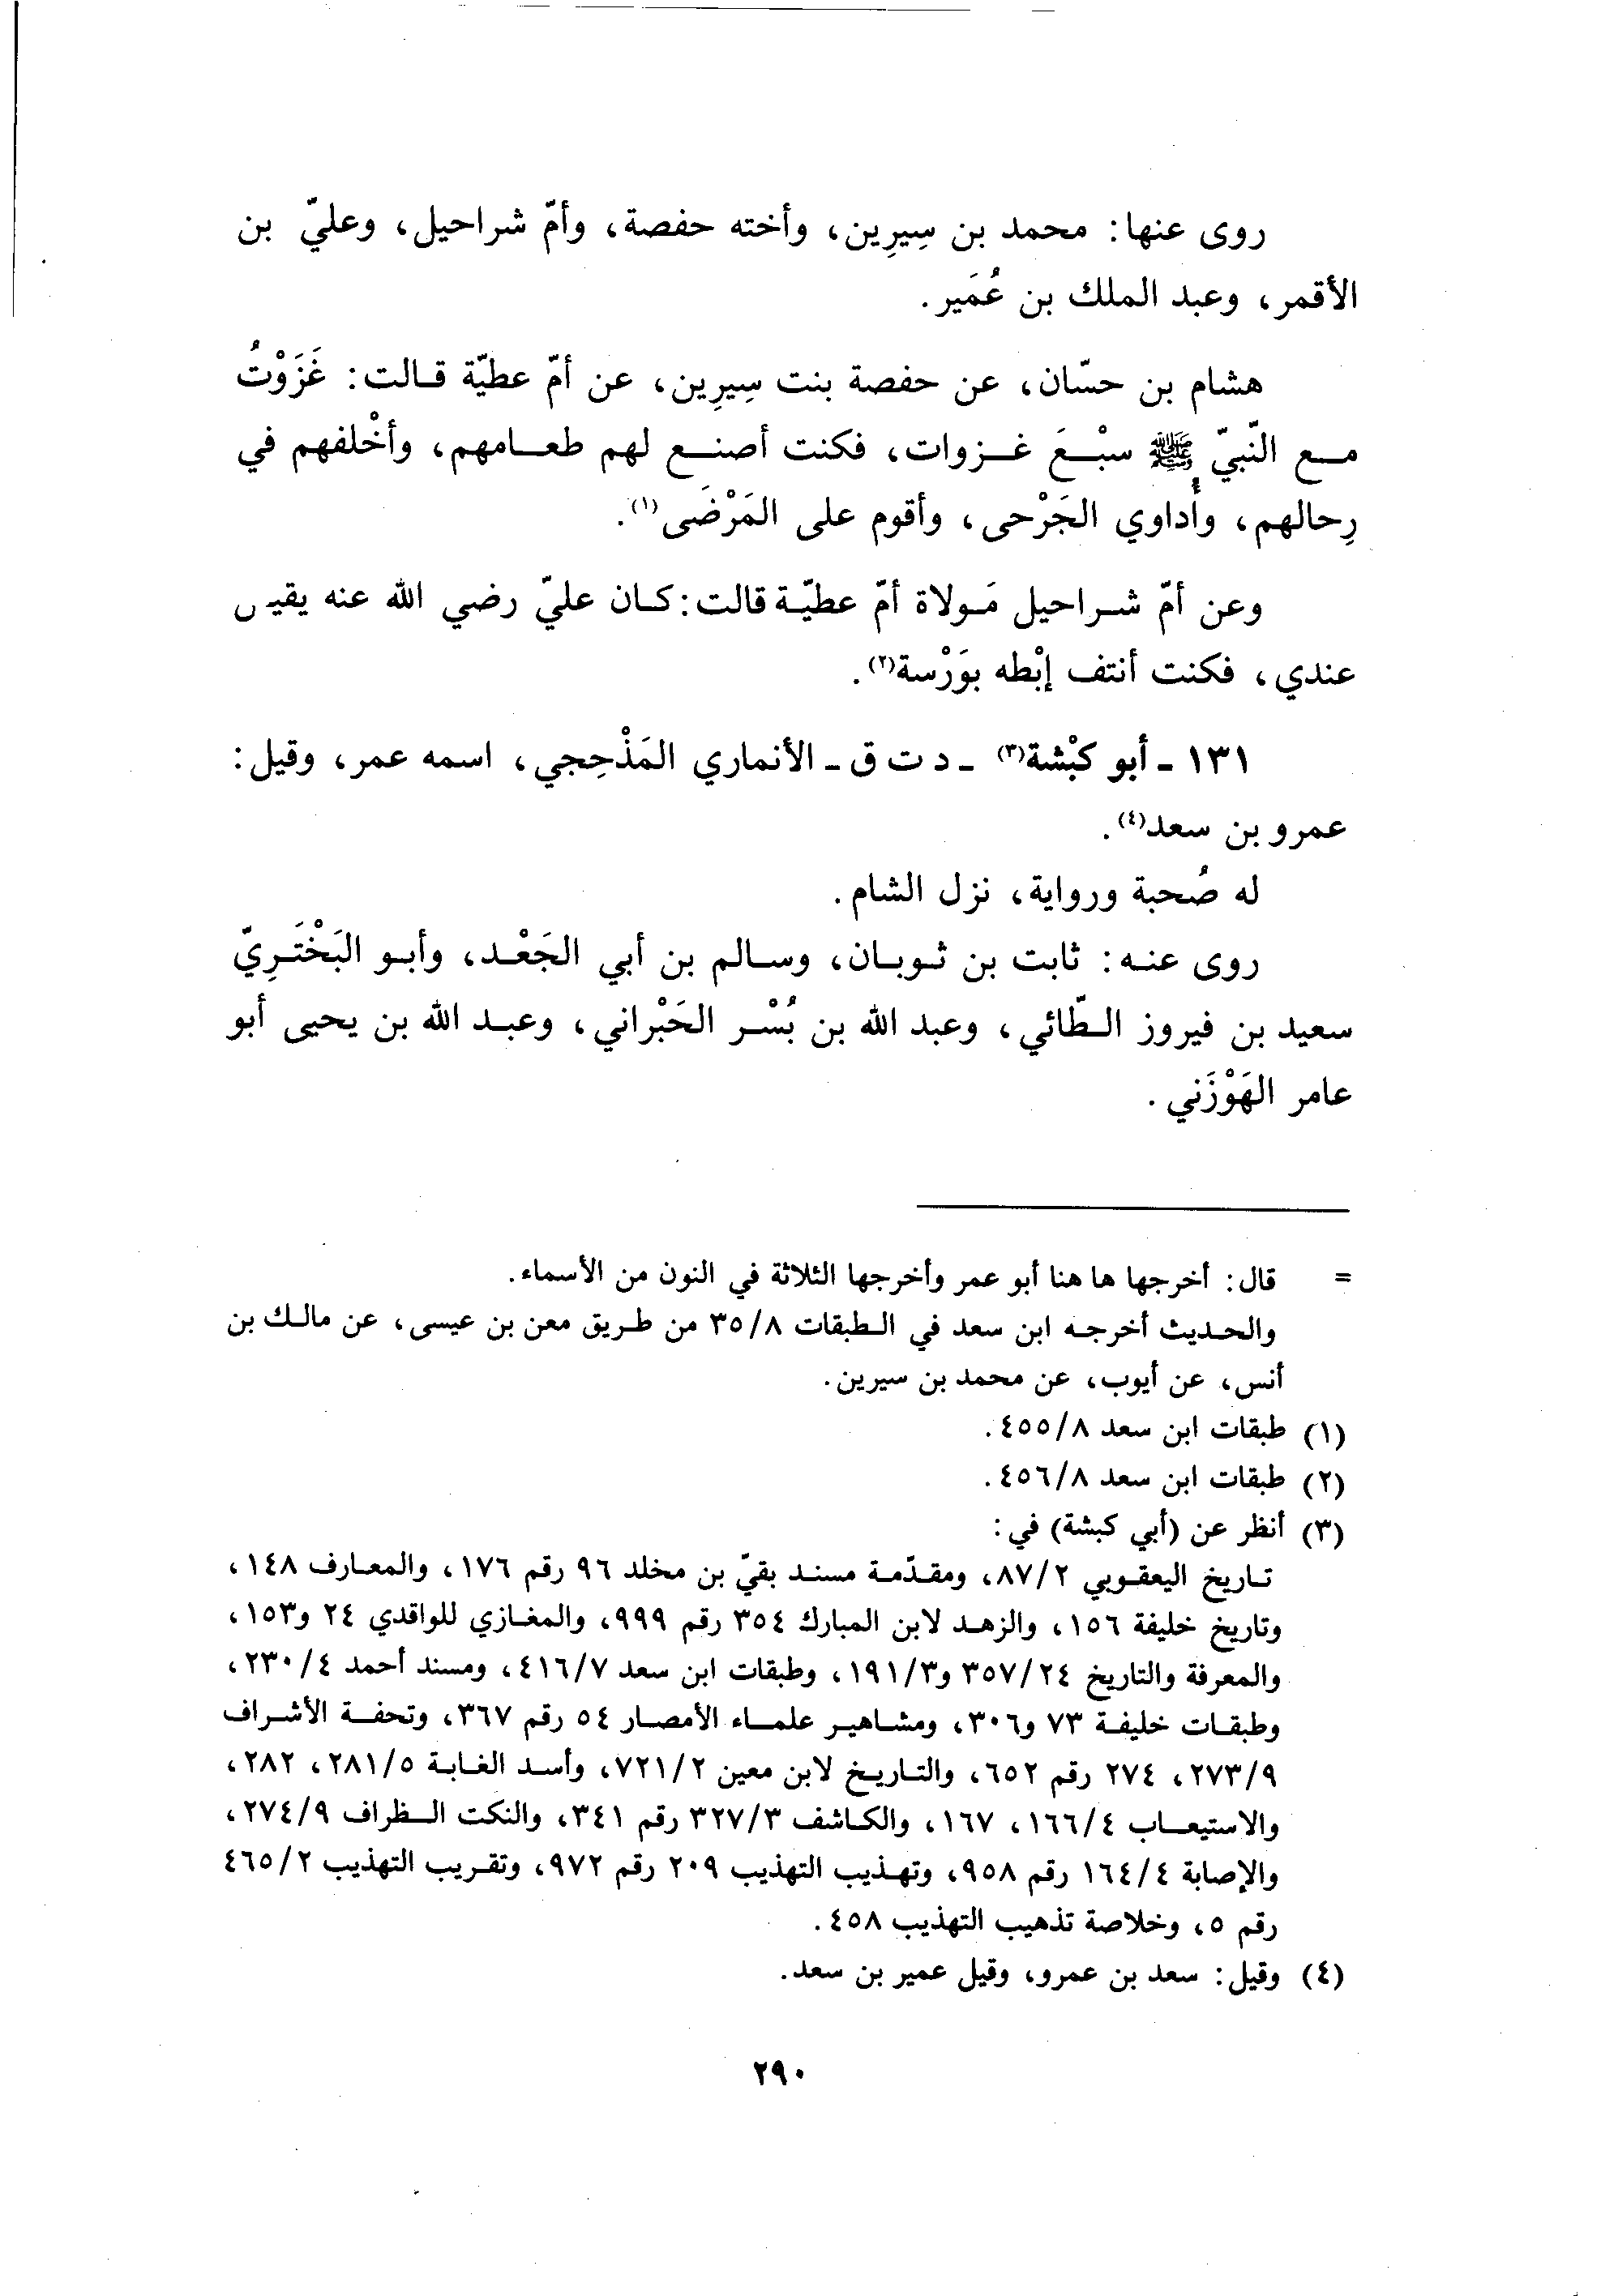 روى عنها: محمد بن سِيرِين، وأخته حفصة، وأمّ شراحيل، وعليّ بن
الأقمر، وعبد الملك بن عُمَير.
هشام بن حسّان، عن حفصة بنت سِيرِين، عن أمّ عطيّة قالت: غَزَوْتُ
مع النّبيّ ﷺ سبْعَ غزوات، فكنت أصنع لهم طعامهم، وأخْلفهم في
رِحالهم، وأُداوي الجَرْحى، وأقوم على المَرْضَى(١).
وعن أمّ شراحيل مَولاة أمّ عطيّة قالت: كان عليّ رضي الله عنه يقيل
عندي، فكنت أنتف إبْطه بوَرْسة(٢).
١٣١ - أبو كبْشة(٣) - د ت ق - الأنماري المَذْحِجي، اسمه عمر، وقيل:
عمرو بن سعد(٤).
له صُحبة ورواية، نزل الشام.
روى عنه: ثابت بن ثوبان، وسالم بن أبي الجَعْد، وأبو البَخْتَرِيّ
سعيد بن فيروز الطّائي، وعبد الله بن بُسْر الحَبْراني، وعبد الله بن يحيى أبو
عامر الهَوْزَني.
= قال: أخرجها ها هنا أبو عمر وأخرجها الثلاثة في النون من الأسماء.
والحديث أخرجه ابن سعد في الطبقات ٣٥/٨ من طريق معن بن عيسى، عن مالك بن
أنس، عن أيوب، عن محمد بن سيرين.
(١) طبقات ابن سعد ٤٥٥/٨.
(٢) طبقات ابن سعد ٤٥٦/٨.
(٣) أنظر عن (أبي كبشة) في:
تاريخ اليعقوبي ٨٧/٢، ومقدّمة مسند بقيّ بن مخلد ٩٦ رقم ١٧٦، والمعارف ١٤٨،
وتاريخ خليفة ١٥٦، والزهد لابن المبارك ٣٥٤ رقم ٩٩٩، والمغازي للواقدي ٢٤ و١٥٣،
والمعرفة والتاريخ ٣٥٧/٢٤ و١٩١/٣، وطبقات ابن سعد ٤١٦/٧، ومسند أحمد ٢٣٠/٤،
وطبقات خليفة ٧٣ و٣٠٦، ومشاهير علماء الأمصار ٥٤ رقم ٣٦٧، وتحفة الأشراف
٢٧٣/٩، ٢٧٤ رقم ٦٥٢، والتاريخ لابن معين ٧٢١/٢، وأسد الغابة ٢٨١/٥، ٢٨٢،
والاستيعاب ١٦٦/٤، ١٦٧، والكاشف ٣٢٧/٣ رقم ٣٤١، والنكت الظراف ٢٧٤/٩،
والإصابة ١٦٤/٤ رقم ٩٥٨، وتهذيب التهذيب ٢٠٩ رقم ٩٧٢، وتقريب التهذيب ٤٦٥/٢
رقم ٥، وخلاصة تذهيب التهذيب ٤٥٨.
(٤) وقيل: سعد بن عمرو، وقيل عمير بن سعد.
٢٩٠